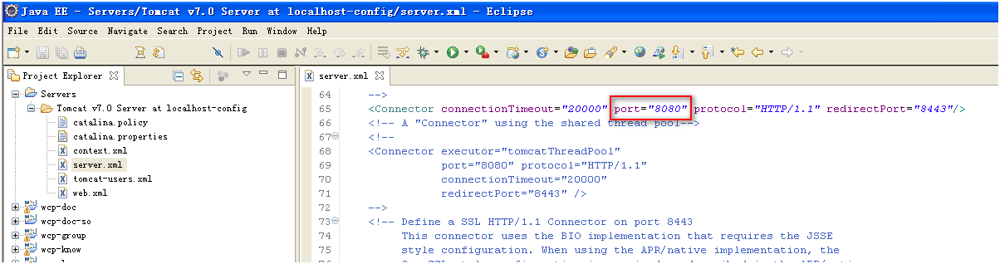 Java EE - Servers/Tomcat v7.0 Server at localhost-config/server.xml - Eclipse
File Edit Source Navigate Search Project Run Window Help
Project Explorer
Servers
Tomcat v7.0 Server at localhost-config
catalina.policy
catalina.properties
context.xml
server.xml
tomcat-users.xml
web.xml
wcp-doc
wcp-doc-so
wcp-group
wcp-know
server.xml
64 -->
65 <Connector connectionTimeout="20000" port="8080" protocol="HTTP/1.1" redirectPort="8443"/>
66 <!-- A "Connector" using the shared thread pool-->
67 <!--
68 <Connector executor="tomcatThreadPool"
69 port="8080" protocol="HTTP/1.1"
70 connectionTimeout="20000"
71 redirectPort="8443" />
72 -->
73 <!-- Define a SSL HTTP/1.1 Connector on port 8443
74 This connector uses the BIO implementation that requires the JSSE
75 style configuration. When using the APR/native implementation, the